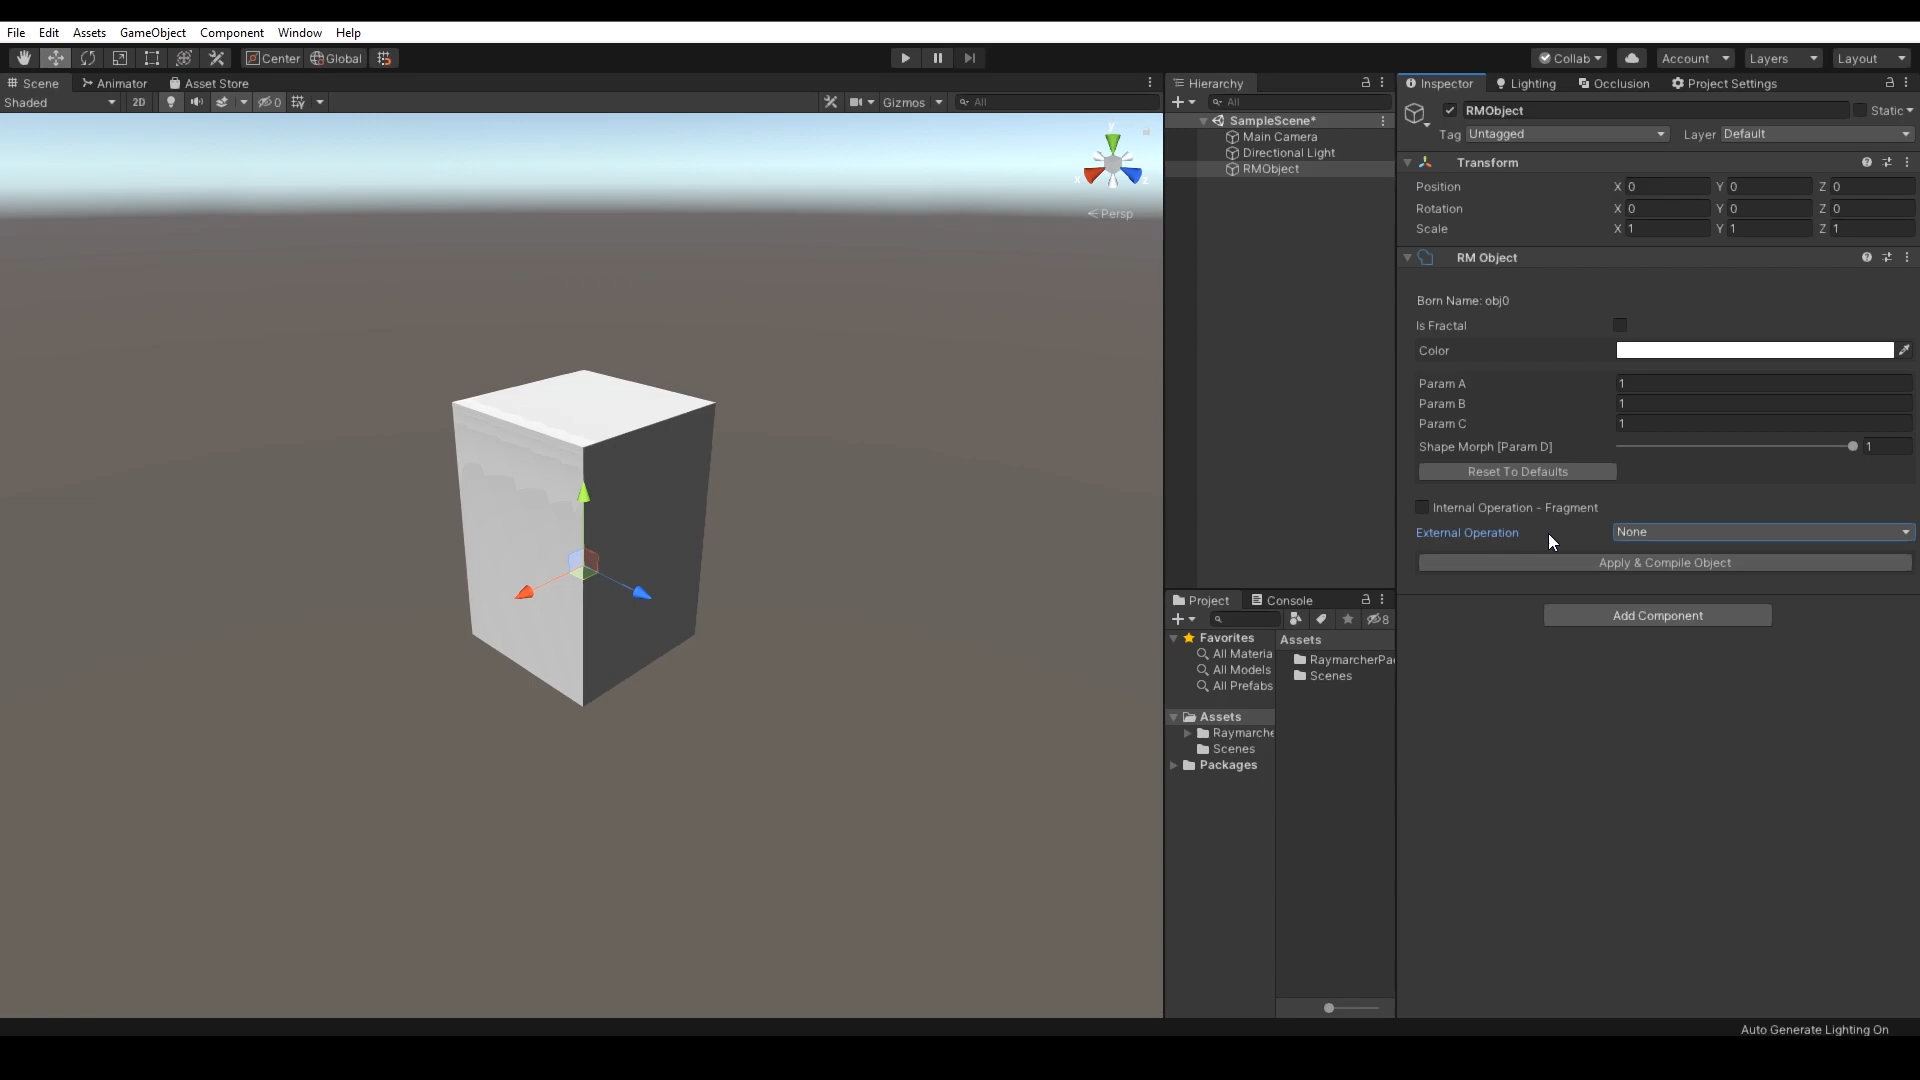 File Edit Assets GameObject Component Window Help
Center Global
Collab Account Layers Layout
Scene Animator Asset Store
Shaded 2D 0 Gizmos All
y x z
Persp
Hierarchy
All
SampleScene*
Main Camera
Directional Light
RMObject
Project Console
8
Favorites
All Materia
All Models
All Prefabs
Assets
Raymarche
Scenes
Packages
Assets
RaymarcherPa
Scenes
Inspector Lighting Occlusion Project Settings
RMObject Static
Tag Untagged Layer Default
Transform
Position X 0 Y 0 Z 0
Rotation X 0 Y 0 Z 0
Scale X 1 Y 1 Z 1
RM Object
Born Name: obj0
Is Fractal
Color
Param A 1
Param B 1
Param C 1
Shape Morph [Param D] 1
Reset To Defaults
Internal Operation - Fragment
External Operation None
Apply & Compile Object
Add Component
Auto Generate Lighting On